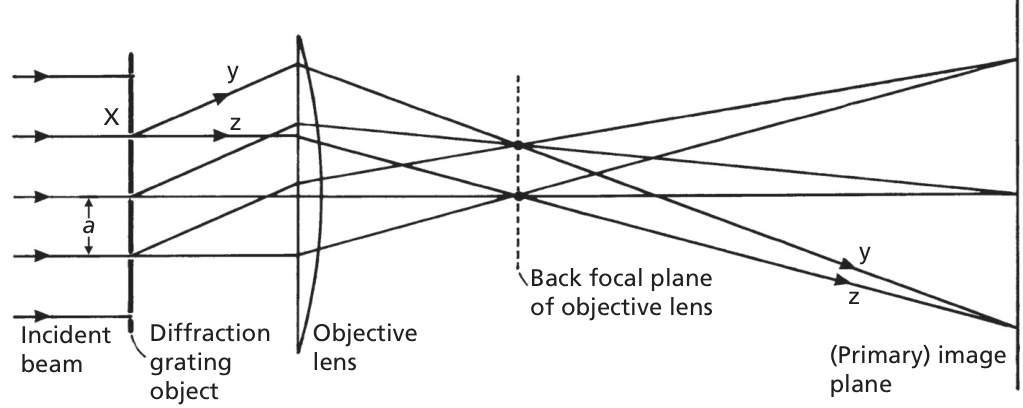 y
X
z
a
y
z
Back focal plane
of objective lens
Incident
beam
Diffraction
grating
object
Objective
lens
(Primary) image
plane